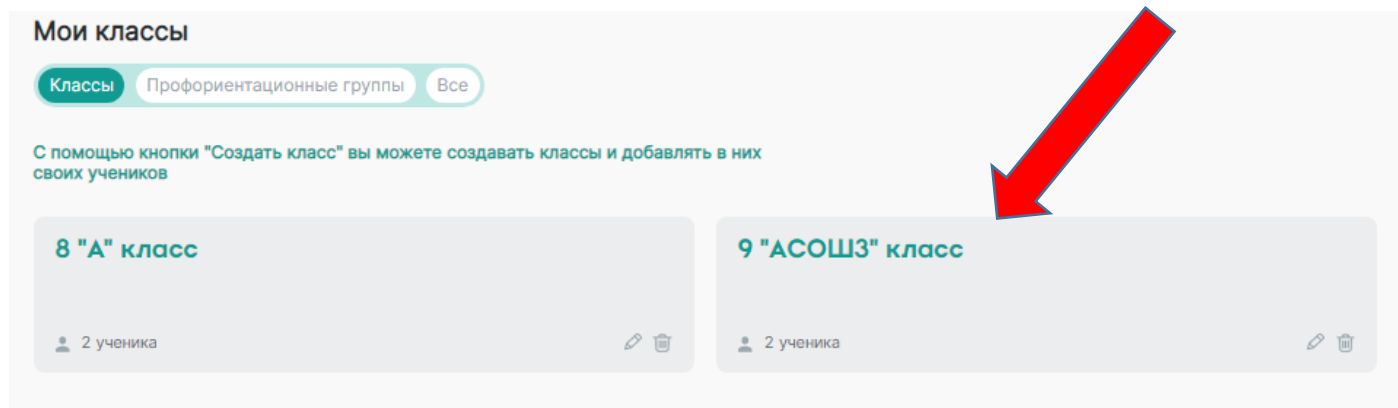 Мои классы
Классы Профориентационные группы Все
С помощью кнопки "Создать класс" вы можете создавать классы и добавлять в них
своих учеников
8 "А" класс
9 "АСОШ3" класс
2 ученика
2 ученика